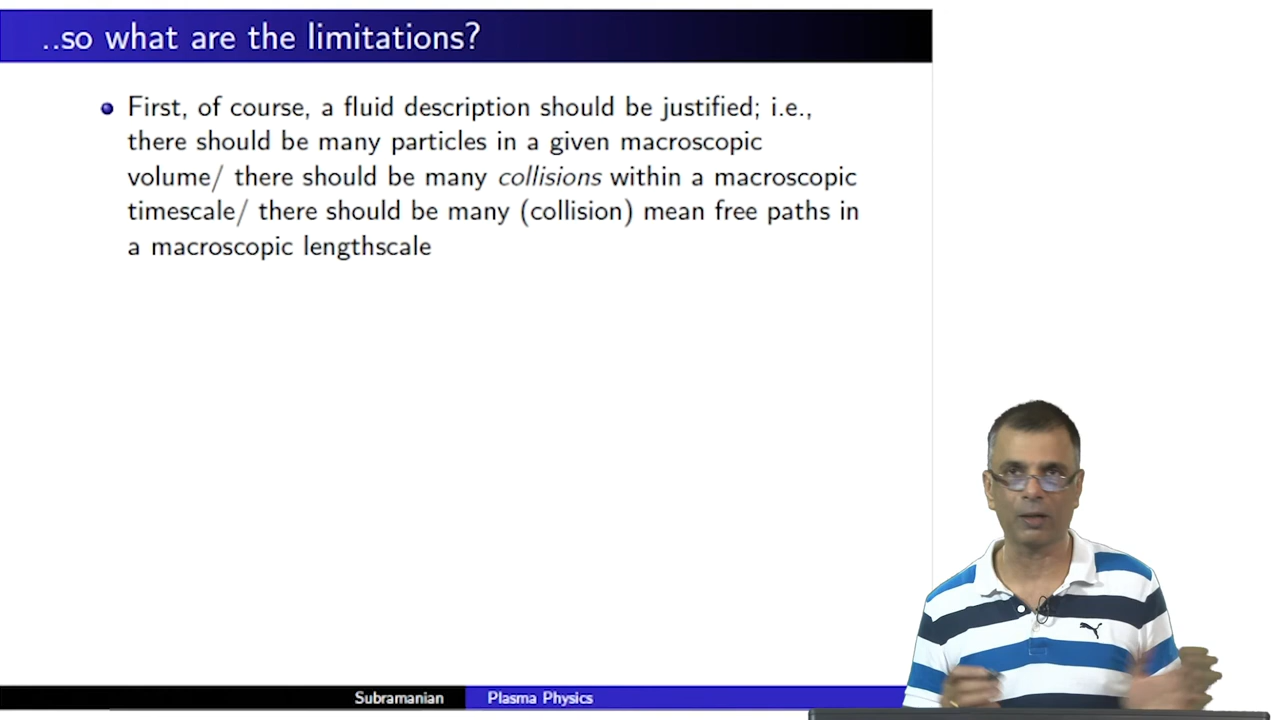 ..so what are the limitations?
First, of course, a fluid description should be justified; i.e.,
there should be many particles in a given macroscopic
volume/ there should be many collisions within a macroscopic
timescale/ there should be many (collision) mean free paths in
a macroscopic lengthscale
Subramanian
Plasma Physics